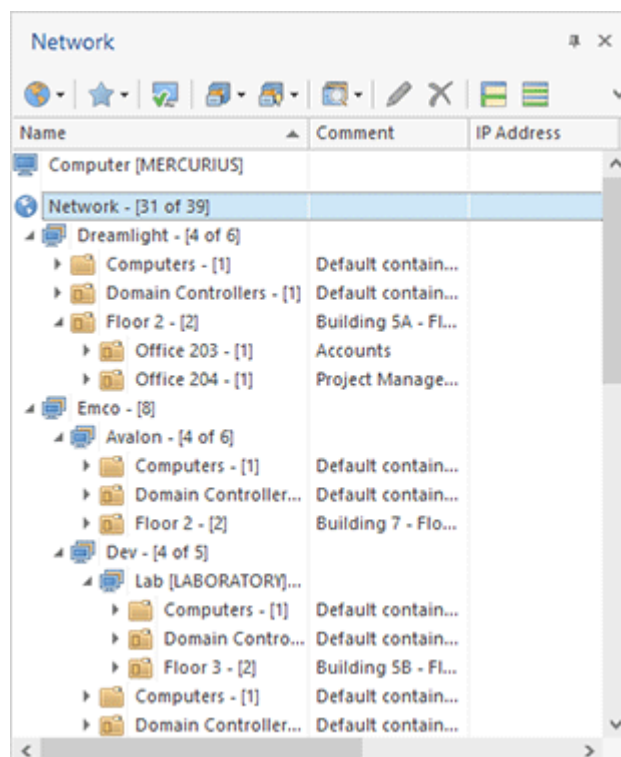 Network
Name Comment IP Address
Computer [MERCURIUS]
Network - [31 of 39]
Dreamlight - [4 of 6]
Computers - [1] Default contain...
Domain Controllers - [1] Default contain...
Floor 2 - [2] Building 5A - Fl...
Office 203 - [1] Accounts
Office 204 - [1] Project Manage...
Emco - [8]
Avalon - [4 of 6]
Computers - [1] Default contain...
Domain Controller... Default contain...
Floor 2 - [2] Building 7 - Flo...
Dev - [4 of 5]
Lab [LABORATORY]...
Computers - [1] Default contain...
Domain Contro... Default contain...
Floor 3 - [2] Building 5B - Fl...
Computers - [1] Default contain...
Domain Controller... Default contain...